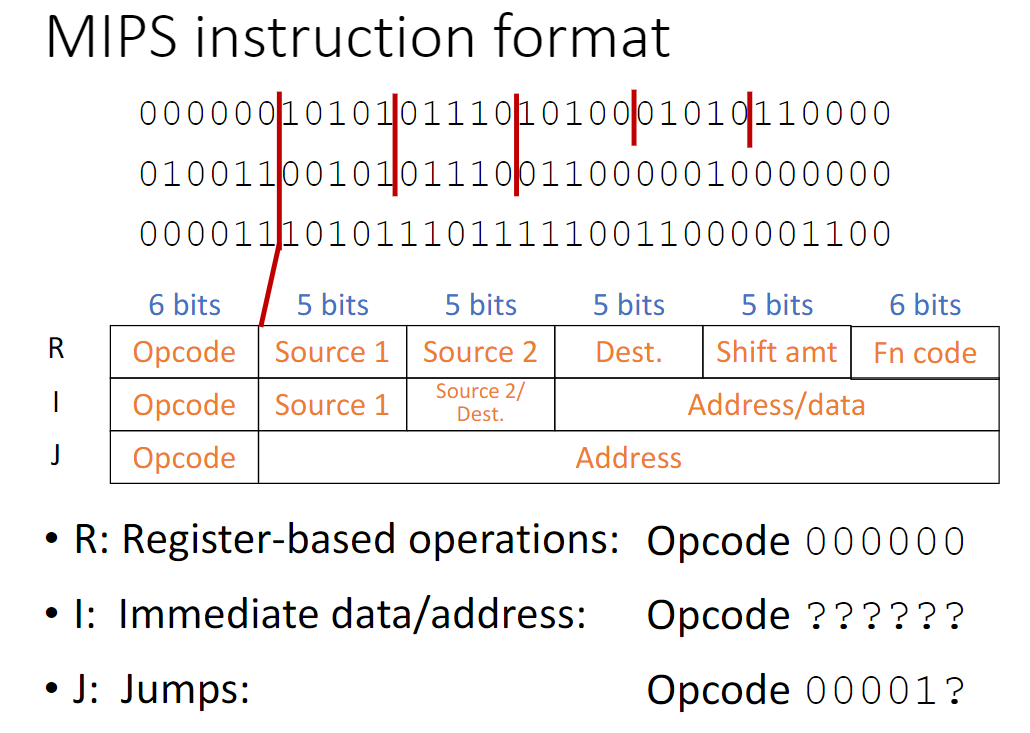 MIPS instruction format
00000010101011101010001010110000
01001100101011100110000010000000
00001110101110111110011000001100
6 bits 5 bits 5 bits 5 bits 5 bits 6 bits
R Opcode Source 1 Source 2 Dest. Shift amt Fn code
I Opcode Source 1 Source 2/ Dest. Address/data
J Opcode Address
• R: Register-based operations: Opcode 000000
• I: Immediate data/address: Opcode ??????
• J: Jumps: Opcode 00001?